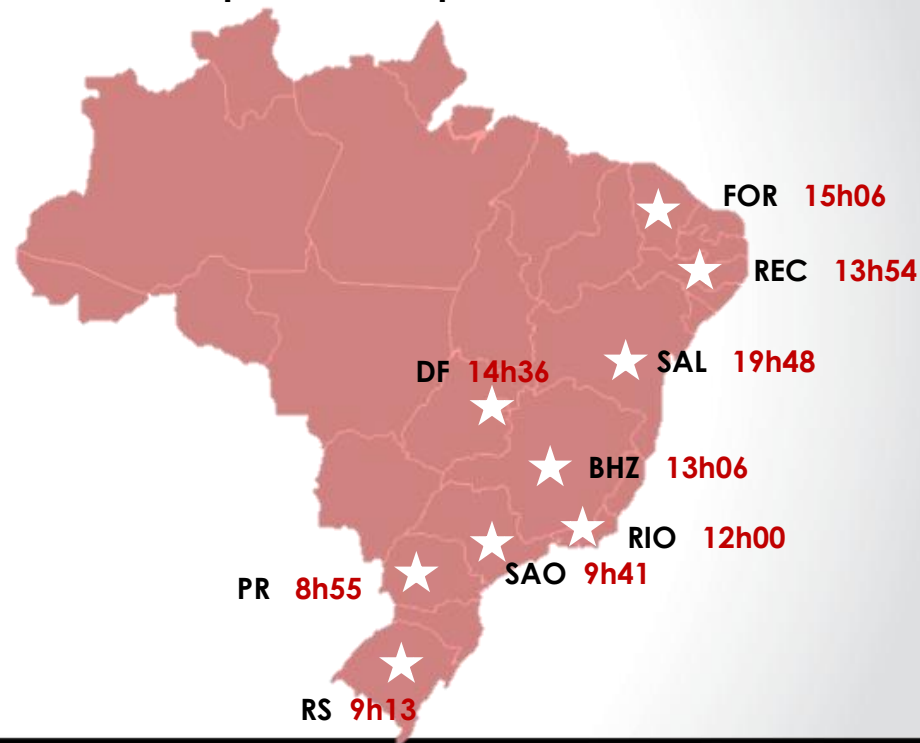 FOR 15h06
REC 13h54
SAL 19h48
DF 14h36
BHZ 13h06
RIO 12h00
SAO 9h41
PR 8h55
RS 9h13